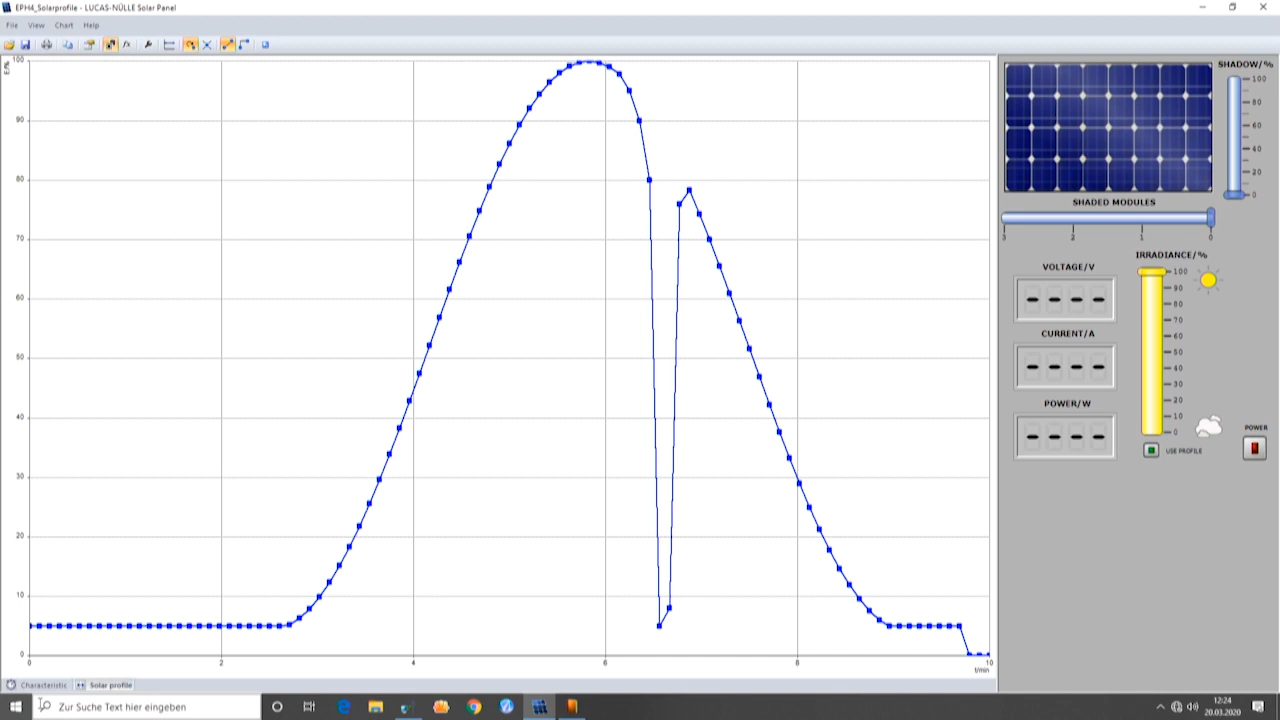 EPH4_Solarprofile - LUCAS-NÜLLE Solar Panel
File View Chart Help
E/%
100
90
80
70
60
50
40
30
20
10
0
0 2 4 6 8 10
t/min
SHADOW/%
100
80
60
40
20
0
SHADED MODULES
3 2 1 0
IRRADIANCE/%
100
90
80
70
60
50
40
30
20
10
0
VOLTAGE/V
- - - -
CURRENT/A
- - - -
POWER/W
- - - -
USE PROFILE
POWER
Characteristic Solar profile
Zur Suche Text hier eingeben
12:24
20.03.2020